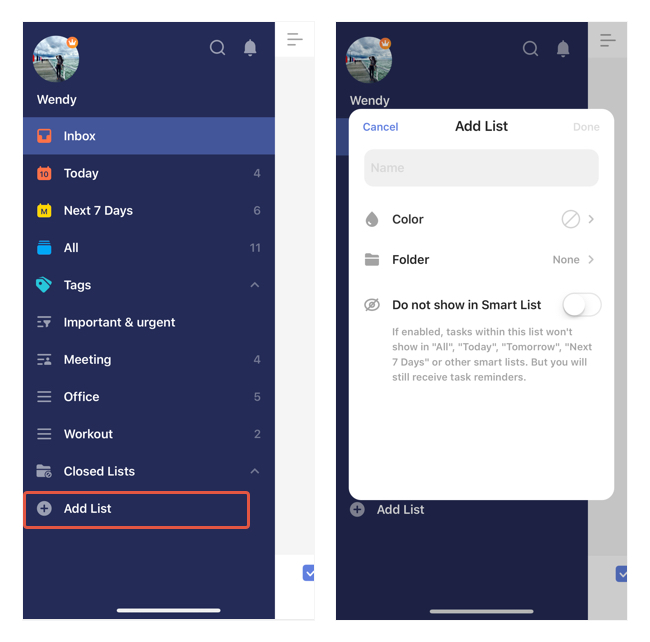 Wendy
Inbox
10
Today
4
M
Next 7 Days
6
All
11
Tags
Important & urgent
Meeting
4
Office
5
Workout
2
Closed Lists
Add List
Wendy
Cancel
Add List
Done
Name
Color
Folder
None
Do not show in Smart List
If enabled, tasks within this list won't
show in "All", "Today", "Tomorrow", "Next
7 Days" or other smart lists. But you will
still receive task reminders.
Add List